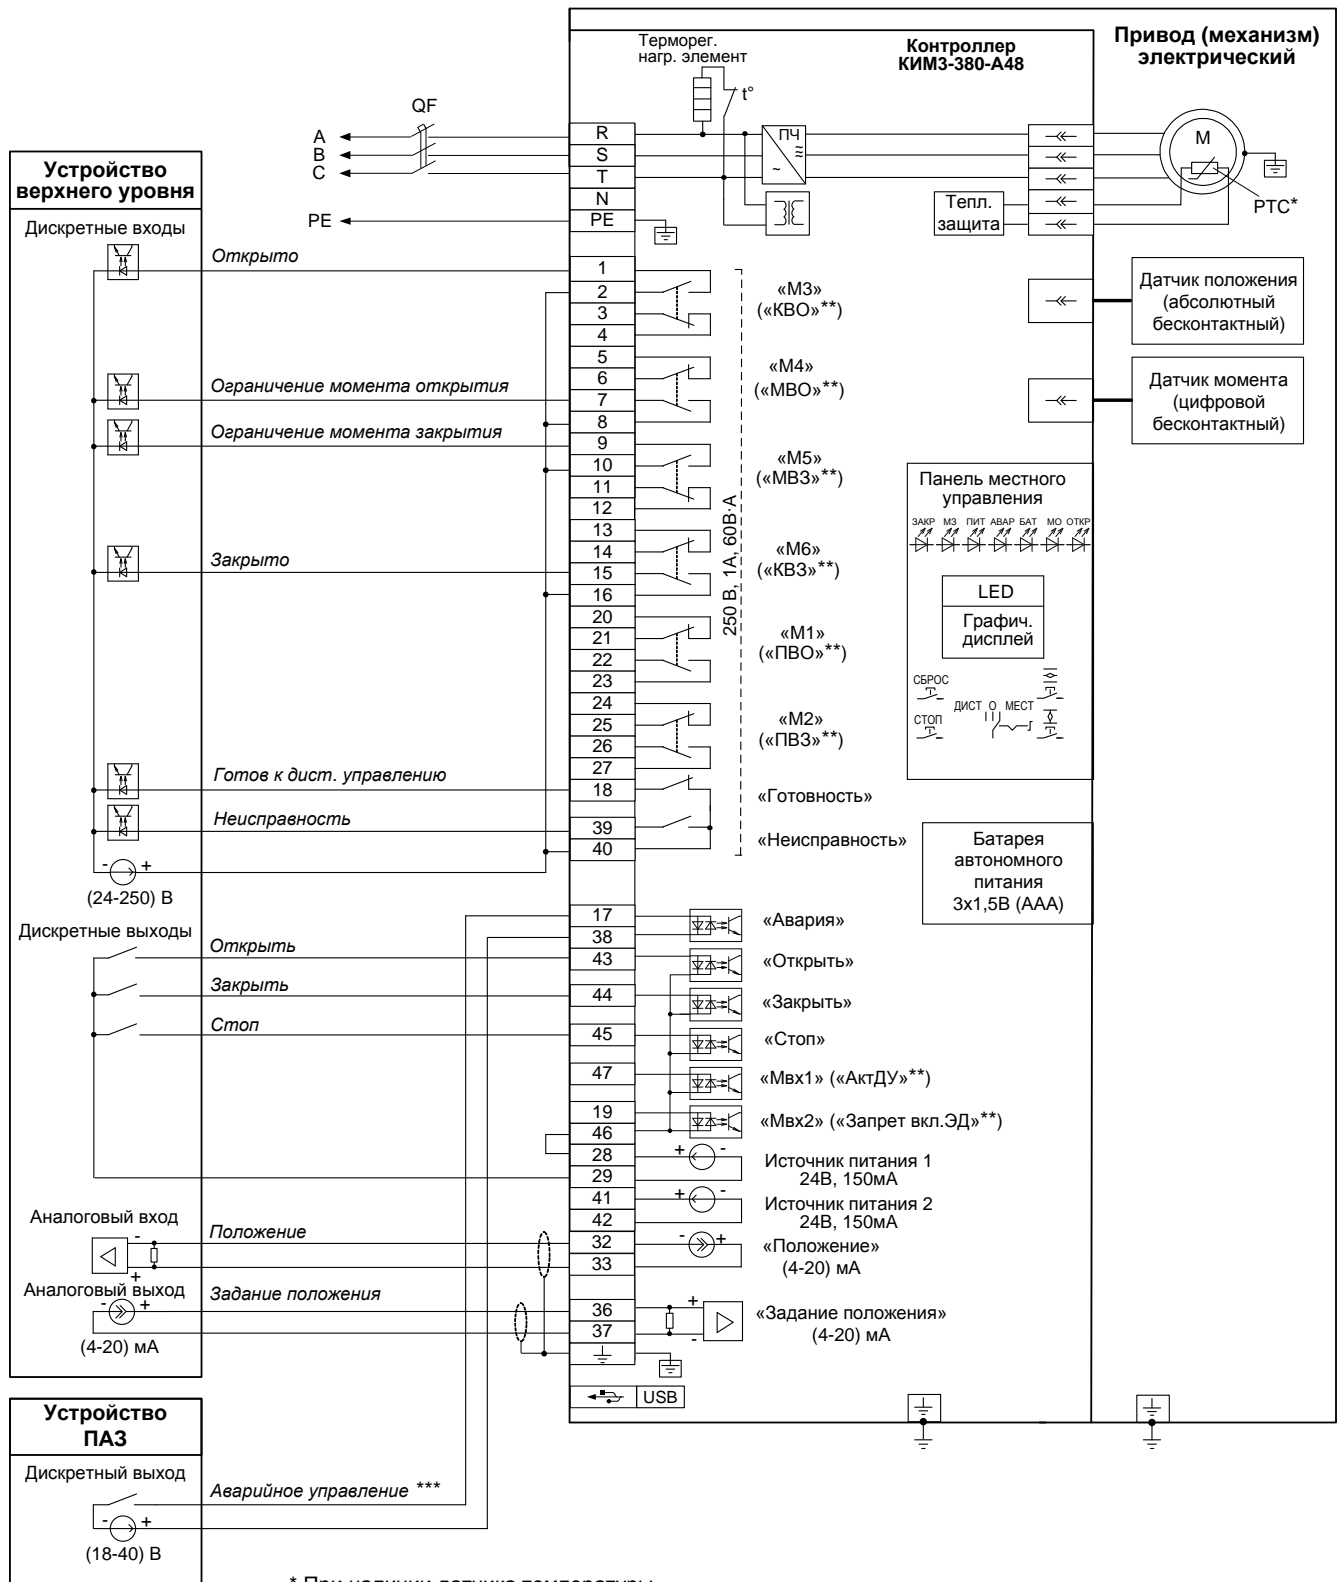 Привод (механизм)
электрический
Контроллер
КИМ3-380-А48
Терморег.
нагр. элемент
t°
QF
A
B
C
PE
R
S
T
N
PE
ПЧ
≈
~
M
PTC*
Тепл.
защита
Устройство
верхнего уровня
Дискретные входы
Открыто
Ограничение момента открытия
Ограничение момента закрытия
Закрыто
Готов к дист. управлению
Неисправность
- +
(24-250) В
1
2
3
4
5
6
7
8
9
10
11
12
13
14
15
16
20
21
22
23
24
25
26
27
18
39
40
«М3»
(«КВО»**)
«М4»
(«МВО»**)
«М5»
(«МВЗ»**)
«М6»
(«КВЗ»**)
«М1»
(«ПВО»**)
«М2»
(«ПВЗ»**)
«Готовность»
«Неисправность»
250 В, 1А, 60В·А
Датчик положения
(абсолютный
бесконтактный)
Датчик момента
(цифровой
бесконтактный)
Панель местного
управления
ЗАКР МЗ ПИТ АВАР БАТ МО ОТКР
LED
Графич.
дисплей
СБРОС
СТОП
ДИСТ О МЕСТ
Батарея
автономного
питания
3х1,5В (ААА)
Дискретные выходы
Открыть
Закрыть
Стоп
17
38
43
44
45
47
19
46
28
29
41
42
32
33
36
37
«Авария»
«Открыть»
«Закрыть»
«Стоп»
«Мвх1» («АктДУ»**)
«Мвх2» («Запрет вкл.ЭД»**)
+ -
Источник питания 1
24В, 150мА
+ -
Источник питания 2
24В, 150мА
- +
«Положение»
(4-20) мА
+
-
«Задание положения»
(4-20) мА
USB
Аналоговый вход
-
+
Положение
Аналоговый выход
- +
Задание положения
(4-20) мА
Устройство
ПАЗ
Дискретный выход
Аварийное управление ***
- +
(18-40) В
* При наличии датчика температуры